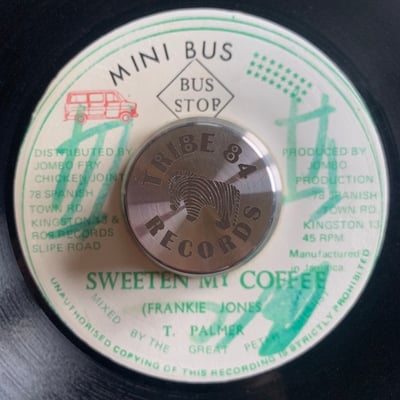 MINI BUS
BUS
STOP
DISTRIBUTED BY
JOMBO FRY
CHICKEN JOINT
78 SPANISH
TOWN RD.
KINGSTON 13 &
RECORDS
SLIPE ROAD
PRODUCED BY
JOMBO
PRODUCTION
78 SPANISH
TOWN RD.
KINGSTON 13
45 RPM.
Manufactured
in Jamaica
TRIBE 84
RECORDS
SWEETEN MY COFFEE
(FRANKIE JONES
T. PALMER
MIXED BY THE GREAT
UNAUTHORISED COPYING OF THIS RECORDING IS STRICTLY PROHIBITED